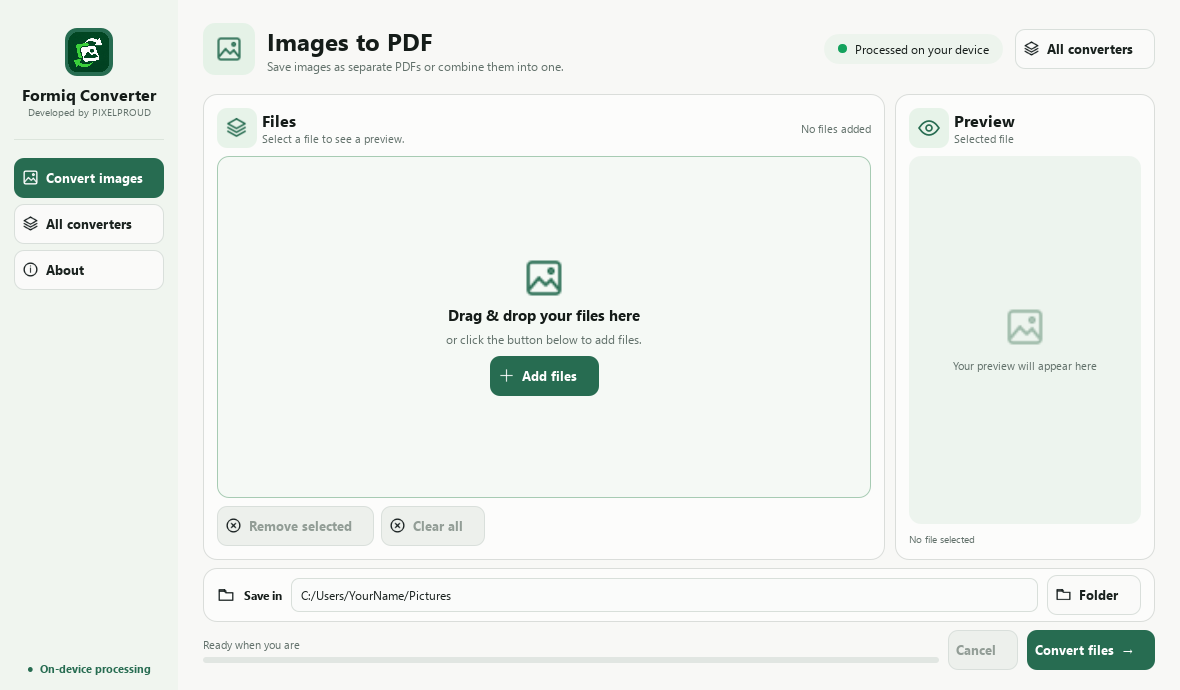 Formiq Converter
Developed by PIXELPROUD
Convert images
All converters
About
On-device processing
Images to PDF
Save images as separate PDFs or combine them into one.
Processed on your device
All converters
Files
Select a file to see a preview.
No files added
Drag & drop your files here
or click the button below to add files.
Add files
Remove selected
Clear all
Preview
Selected file
Your preview will appear here
No file selected
Save in
C:/Users/YourName/Pictures
Folder
Ready when you are
Cancel
Convert files →